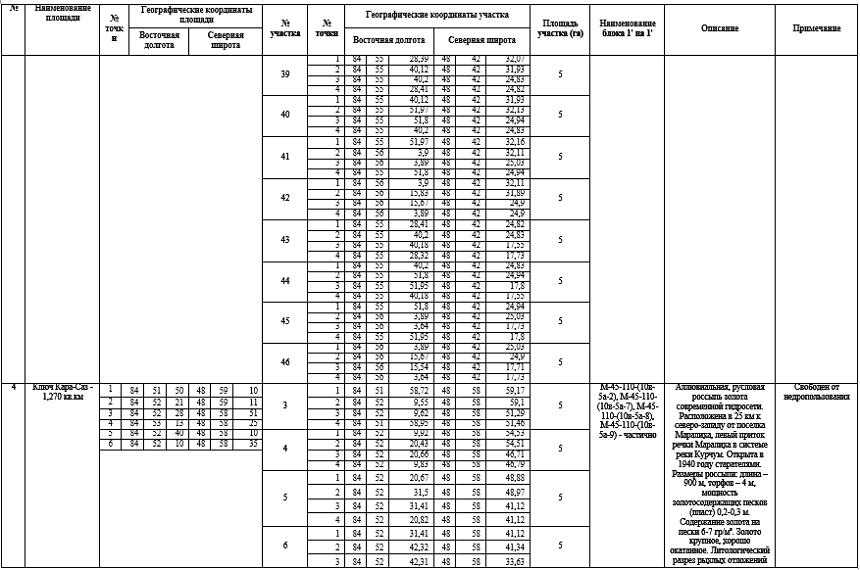 № Наименование площади № точки Географические координаты площади № участка № точки Географические координаты участка Площадь участка (га) Наименование блока 1' на 1' Описание Примечание
Восточная долгота Северная широта Восточная долгота Северная широта
39 5
1 84 55 28,39 48 42 32,07
2 84 55 40,12 48 42 31,93
3 84 55 40,2 48 42 24,83
4 84 55 28,41 48 42 24,82
40 5
1 84 55 40,12 48 42 31,93
2 84 55 51,97 48 42 32,13
3 84 55 51,8 48 42 24,94
4 84 55 40,2 48 42 24,83
41 5
1 84 55 51,97 48 42 32,16
2 84 56 3,9 48 42 32,11
3 84 56 3,89 48 42 25,03
4 84 55 51,8 48 42 24,94
42 5
1 84 56 3,9 48 42 32,11
2 84 56 15,83 48 42 31,89
3 84 56 15,67 48 42 24,9
4 84 56 3,89 48 42 24,9
43 5
1 84 55 28,41 48 42 24,82
2 84 55 40,2 48 42 24,83
3 84 55 40,18 48 42 17,55
4 84 55 28,32 48 42 17,73
44 5
1 84 55 40,2 48 42 24,83
2 84 55 51,8 48 42 24,94
3 84 55 51,95 48 42 17,8
4 84 55 40,18 48 42 17,55
45 5
1 84 55 51,8 48 42 24,94
2 84 56 3,89 48 42 25,03
3 84 56 3,64 48 42 17,73
4 84 55 51,95 48 42 17,8
46 5
1 84 56 3,89 48 42 25,03
2 84 56 15,67 48 42 24,9
3 84 56 15,54 48 42 17,71
4 84 56 3,64 48 42 17,73
4 Ключ Кара-Саз -
1,270 кв.км
1 84 51 50 48 59 10
2 84 52 21 48 59 11
3 84 52 28 48 58 51
4 84 53 13 48 58 25
5 84 52 40 48 58 10
6 84 52 10 48 58 35
3 5
1 84 51 58,72 48 58 59,17
2 84 52 9,55 48 58 59,1
3 84 52 9,62 48 58 51,29
4 84 51 58,95 48 58 51,46
4 5
1 84 52 9,92 48 58 54,53
2 84 52 20,43 48 58 54,51
3 84 52 20,66 48 58 46,71
4 84 52 9,83 48 58 46,79
5 5
1 84 52 20,67 48 58 48,88
2 84 52 31,5 48 58 48,97
3 84 52 31,41 48 58 41,12
4 84 52 20,82 48 58 41,12
6 5
1 84 52 31,41 48 58 41,12
2 84 52 42,32 48 58 41,34
3 84 52 42,31 48 58 33,63
М-45-110-(10в-
5а-2), М-45-110-
(10в-5а-7), М-45-
110-(10в-5а-8),
М-45-110-(10в-
5а-9) - частично
Аллювиальная, русловая
россыпь золота
современной гидросети.
Расположена в 25 км к
северо-западу от поселка
Маралиха, левый приток
речки Маралиха в системе
реки Курчум. Открыта в
1940 году старателями.
Размеры россыпи: длина –
900 м, торфов – 4 м,
мощность
золотосодержащих песков
(пласт) 0,2-0,3 м.
Содержание золота на
пески 6-7 гр/м³. Золото
крупное, хорошо
окатанное. Литологический
разрез рыхлых отложений
Свободен от
недропользования